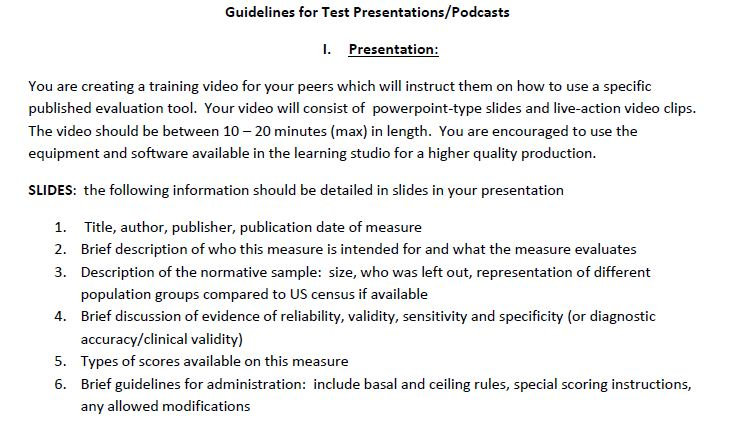 Guidelines for Test Presentations/Podcasts
I. Presentation:
You are creating a training video for your peers which will instruct them on how to use a specific
published evaluation tool.  Your video will consist of  powerpoint-type slides and live-action video clips.
The video should be between 10 – 20 minutes (max) in length.  You are encouraged to use the
equipment and software available in the learning studio for a higher quality production.
SLIDES:  the following information should be detailed in slides in your presentation
1. Title, author, publisher, publication date of measure
2. Brief description of who this measure is intended for and what the measure evaluates
3. Description of the normative sample:  size, who was left out, representation of different
population groups compared to US census if available
4. Brief discussion of evidence of reliability, validity, sensitivity and specificity (or diagnostic
accuracy/clinical validity)
5. Types of scores available on this measure
6. Brief guidelines for administration:  include basal and ceiling rules, special scoring instructions,
any allowed modifications